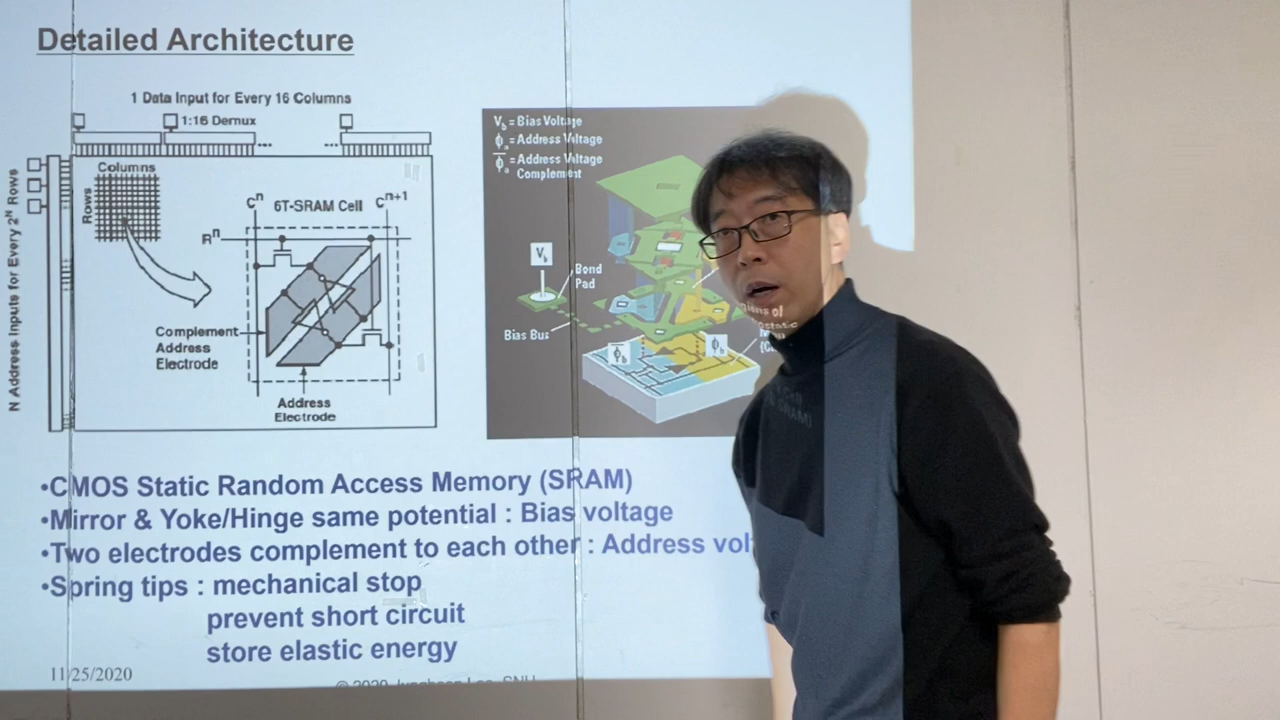 Detailed Architecture
1 Data Input for Every 16 Columns
1:16 Demux
N Address Inputs for Every 2^N Rows
Columns
Rows
C^n
6T-SRAM Cell
C^n+1
R^n
Complement
Address
Electrode
Address
Electrode
V_b = Bias Voltage
ϕ_a = Address Voltage
ϕ̅_a = Address Voltage
Complement
V_b
Bond
Pad
Bias Bus
ϕ̅_b
ϕ_b
•CMOS Static Random Access Memory (SRAM)
•Mirror & Yoke/Hinge same potential : Bias voltage
•Two electrodes complement to each other : Address
•Spring tips : mechanical stop
prevent short circuit
store elastic energy
11/25/2020
© 2020
SNU